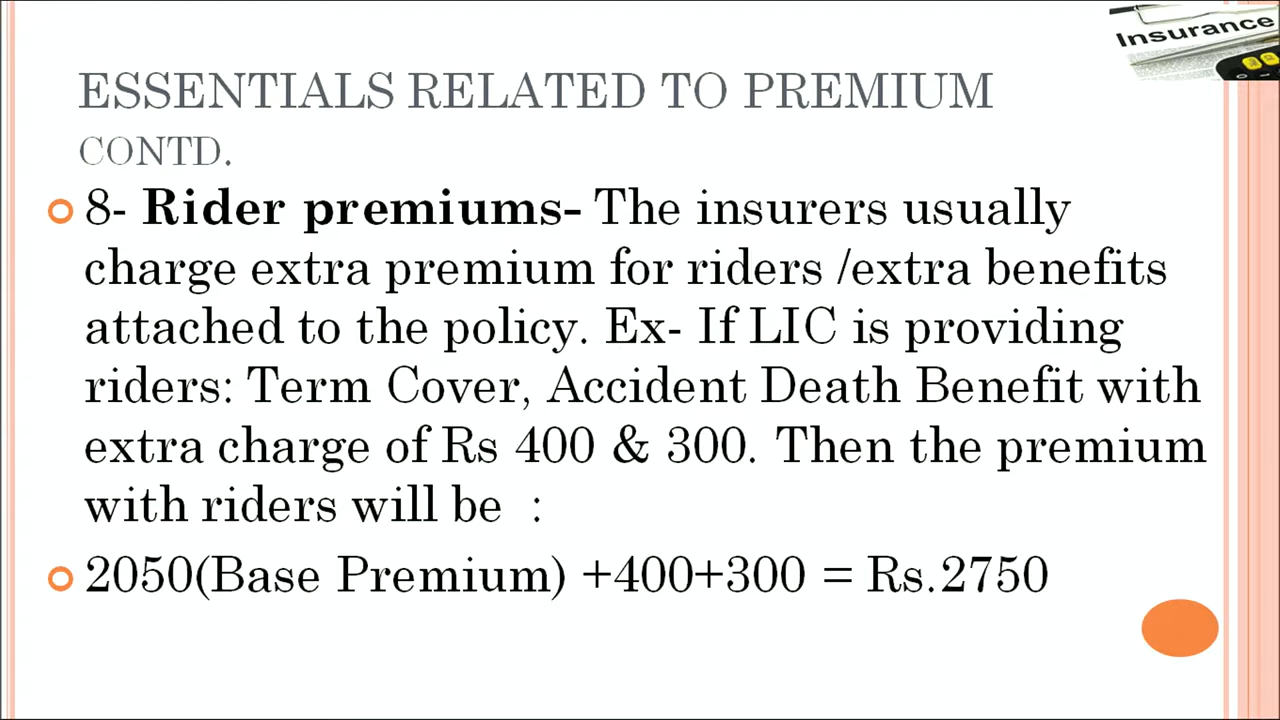 Insurance
ESSENTIALS RELATED TO PREMIUM
CONTD.
8- Rider premiums- The insurers usually
charge extra premium for riders /extra benefits
attached to the policy. Ex- If LIC is providing
riders: Term Cover, Accident Death Benefit with
extra charge of Rs 400 & 300. Then the premium
with riders will be :
2050(Base Premium) +400+300 = Rs.2750